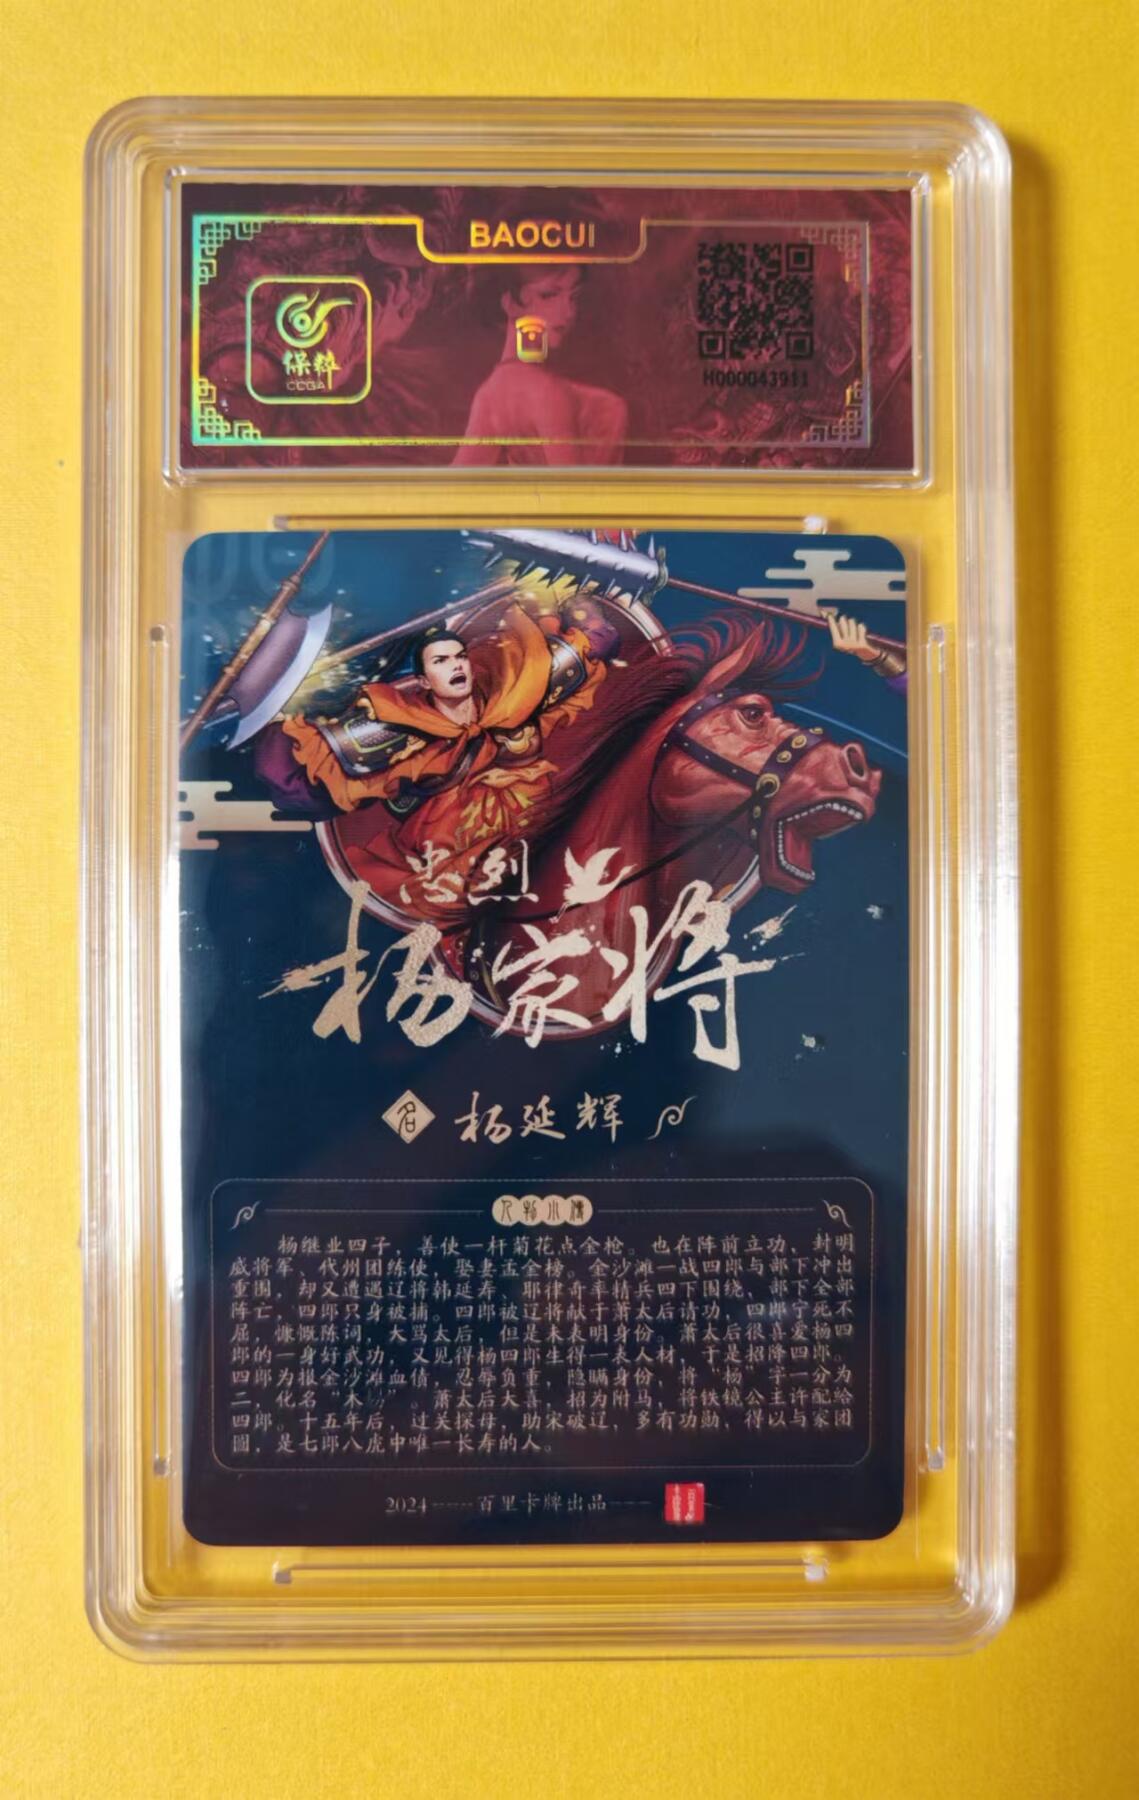 BAOCUI
保粹
CCGA
H000043911
忠烈
杨家将
名 杨延辉
人物小传
杨继业四子，善使一杆菊花点金枪。也在阵前立功，封明
威将军、代州团练使，娶妻孟金榜。金沙滩一战四郎与部下冲出
重围，却又遭遇辽将韩延寿、耶律奇率精兵四下围绕，部下全部
阵亡，四郎只身被捕。四郎被辽将献于萧太后请功，四郎宁死不
屈，慷慨陈词，大骂太后，但是未表明身份。萧太后很喜爱杨四
郎的一身好武功，又见得杨四郎生得一表人材，于是招降四郎。
四郎为报金沙滩血债，忍辱负重，隐瞒身份，将“杨”字一分为
二，化名“木易”。萧太后大喜，招为附马，将铁镜公主许配给
四郎。十五年后，过关探母，助宋破辽，多有功勋，得以与家团
圆，是七郎八虎中唯一长寿的人。
2024------百里卡牌出品---